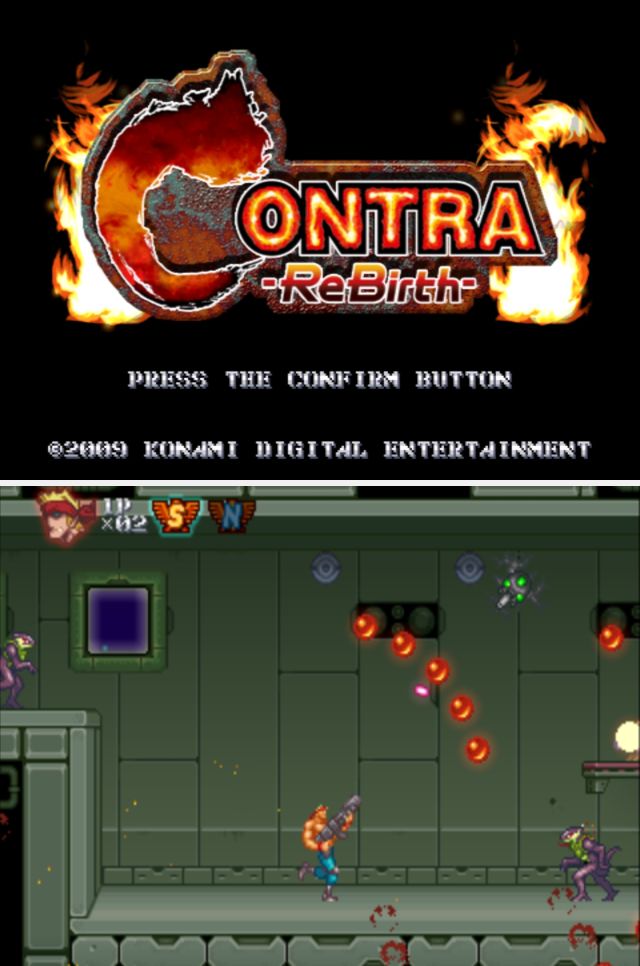 CONTRA
-ReBirth-
PRESS THE CONFIRM BUTTON
©2009 KONAMI DIGITAL ENTERTAINMENT
1P
×02
S N